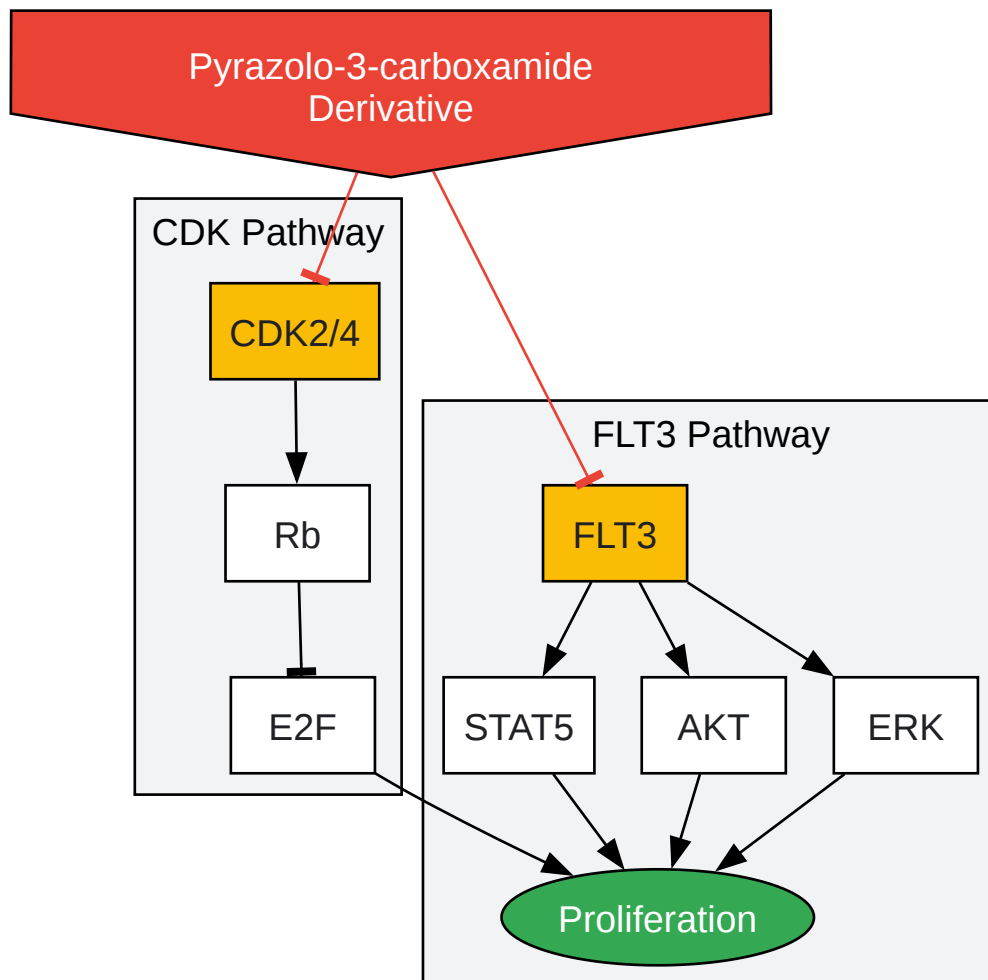 Pyrazolo-3-carboxamide
Derivative
CDK Pathway
CDK2/4
Rb
E2F
FLT3 Pathway
FLT3
STAT5
AKT
ERK
Proliferation